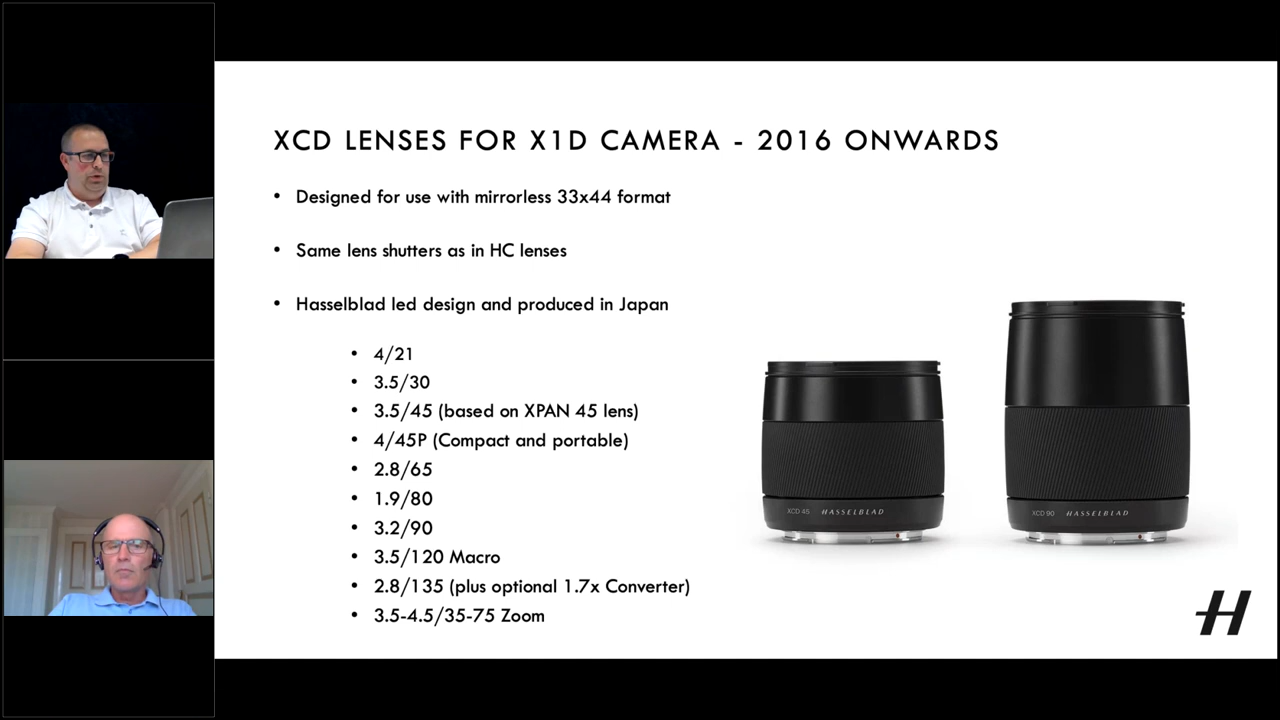 XCD LENSES FOR X1D CAMERA - 2016 ONWARDS
• Designed for use with mirrorless 33x44 format
• Same lens shutters as in HC lenses
• Hasselblad led design and produced in Japan
• 4/21
• 3.5/30
• 3.5/45 (based on XPAN 45 lens)
• 4/45P (Compact and portable)
• 2.8/65
• 1.9/80
• 3.2/90
• 3.5/120 Macro
• 2.8/135 (plus optional 1.7x Converter)
• 3.5-4.5/35-75 Zoom
XCD 45 HASSELBLAD
XCD 90 HASSELBLAD
H